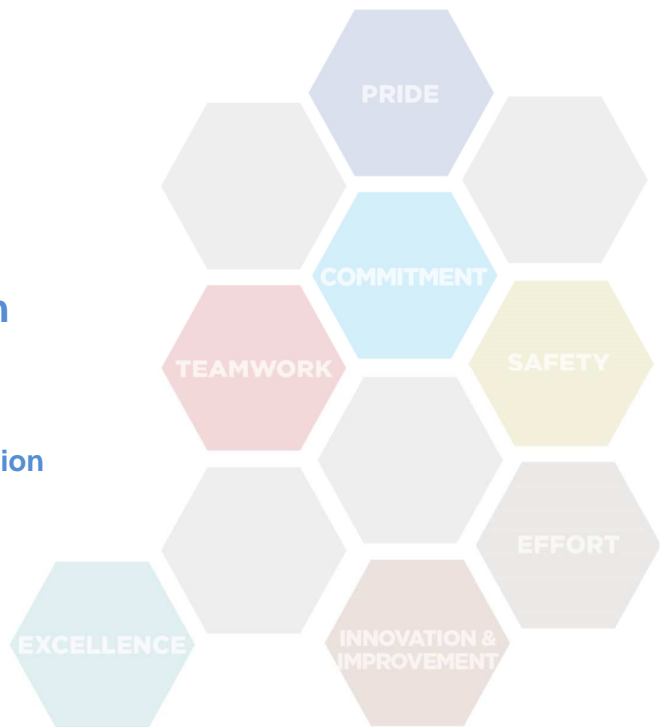 PRIDE
COMMITMENT
TEAMWORK
SAFETY
EFFORT
EXCELLENCE
INNOVATION &
IMPROVEMENT